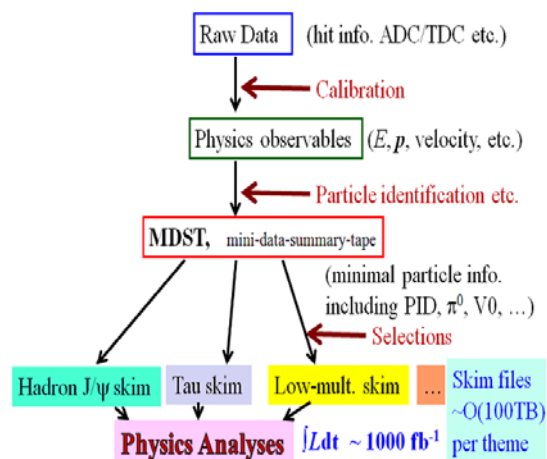 Raw Data (hit info. ADC/TDC etc.)
Calibration
Physics observables (E, p, velocity, etc.)
Particle identification etc.
MDST, mini-data-summary-tape
(minimal particle info.
including PID, π⁰, V0, …)
Selections
Hadron J/ψ skim Tau skim Low-mult. skim ... Skim files
~O(100TB)
per theme
Physics Analyses ∫Ldt ~ 1000 fb⁻¹